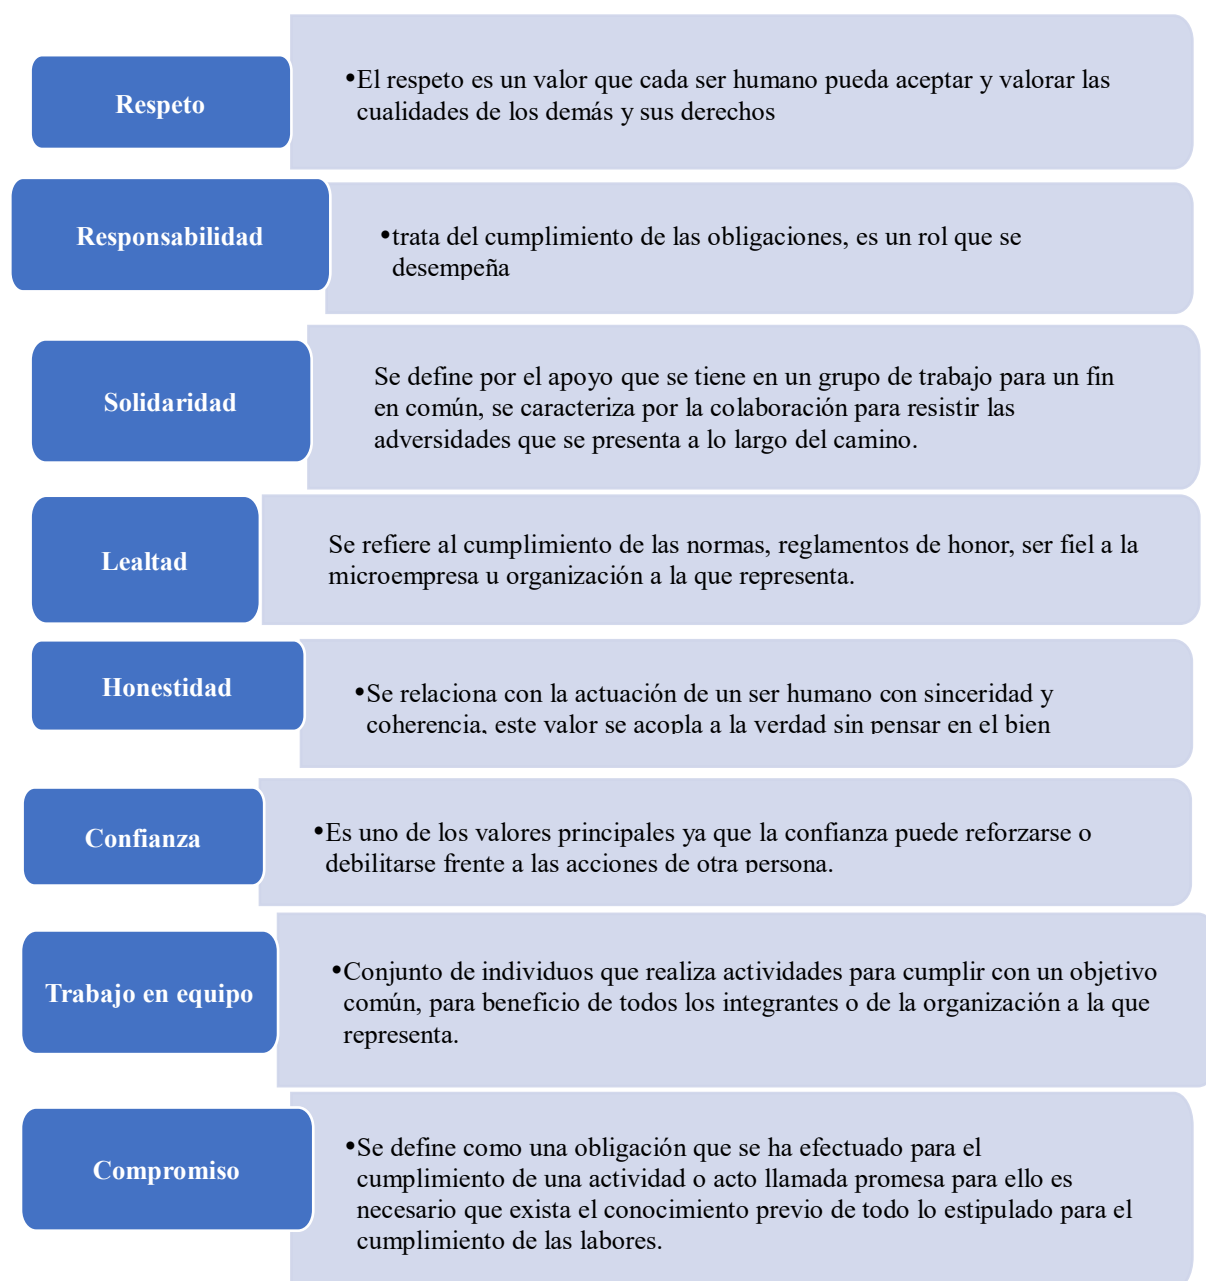 Respeto
•El respeto es un valor que cada ser humano pueda aceptar y valorar las
cualidades de los demás y sus derechos
Responsabilidad
•trata del cumplimiento de las obligaciones, es un rol que se
desempeña
Solidaridad
Se define por el apoyo que se tiene en un grupo de trabajo para un fin
en común, se caracteriza por la colaboración para resistir las
adversidades que se presenta a lo largo del camino.
Lealtad
Se refiere al cumplimiento de las normas, reglamentos de honor, ser fiel a la
microempresa u organización a la que representa.
Honestidad
•Se relaciona con la actuación de un ser humano con sinceridad y
coherencia, este valor se acopla a la verdad sin pensar en el bien
Confianza
•Es uno de los valores principales ya que la confianza puede reforzarse o
debilitarse frente a las acciones de otra persona.
Trabajo en equipo
•Conjunto de individuos que realiza actividades para cumplir con un objetivo
común, para beneficio de todos los integrantes o de la organización a la que
representa.
Compromiso
•Se define como una obligación que se ha efectuado para el
cumplimiento de una actividad o acto llamada promesa para ello es
necesario que exista el conocimiento previo de todo lo estipulado para el
cumplimiento de las labores.